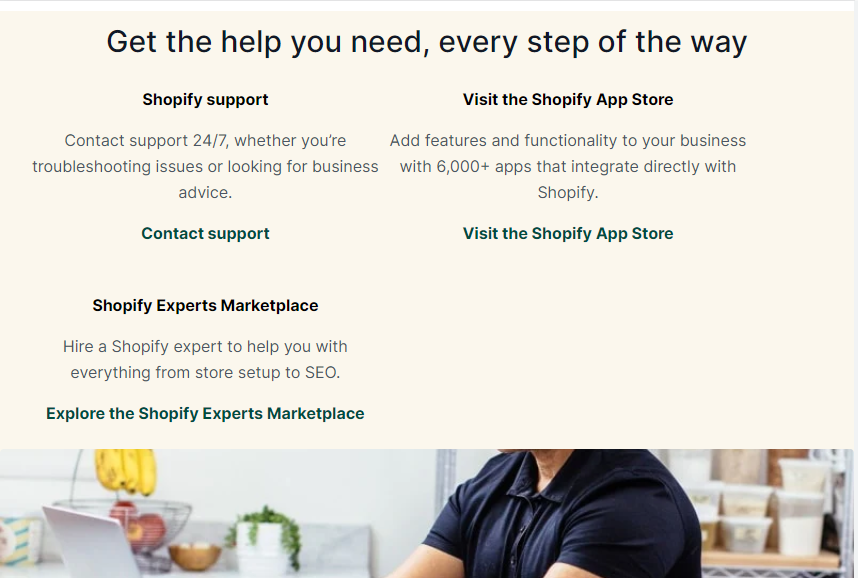 Get the help you need, every step of the way
Shopify support
Contact support 24/7, whether you’re
troubleshooting issues or looking for business
advice.
Contact support
Visit the Shopify App Store
Add features and functionality to your business
with 6,000+ apps that integrate directly with
Shopify.
Visit the Shopify App Store
Shopify Experts Marketplace
Hire a Shopify expert to help you with
everything from store setup to SEO.
Explore the Shopify Experts Marketplace